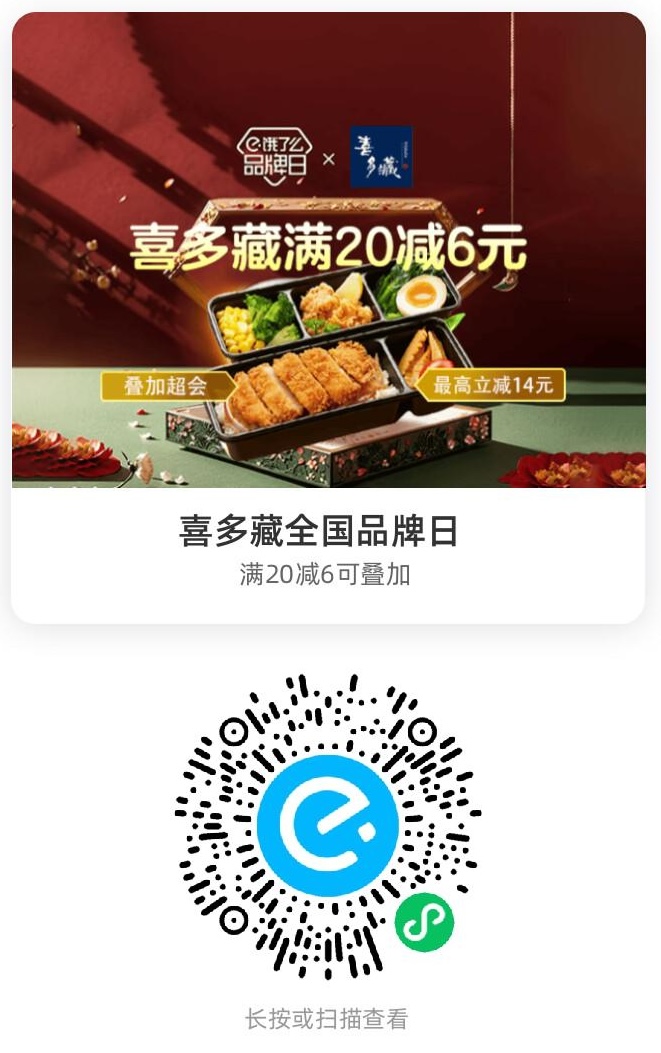 饿了么
品牌日
×
喜多藏
喜多藏满20减6元
叠加超会
最高立减14元
喜多藏全国品牌日
满20减6可叠加
长按或扫描查看